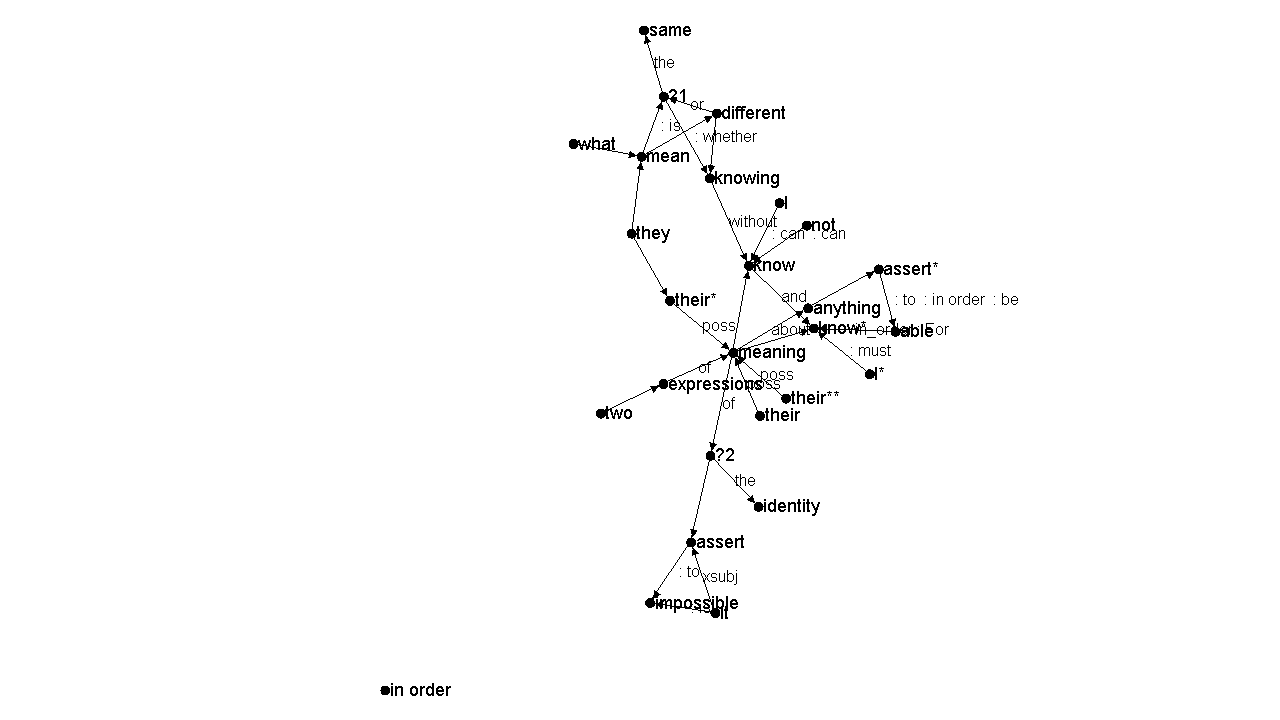 same
the
?1
or
different
: is
: whether
what
mean
knowing
I
without
not
: can
: can
they
know
assert*
their*
and
: to : in order : be
anything
poss
about
know*
in_order
For
able
meaning
: must
of
poss
I*
expressions
poss
their**
of
two
their
?2
the
identity
assert
: to
xsubj
impossible
it
in order